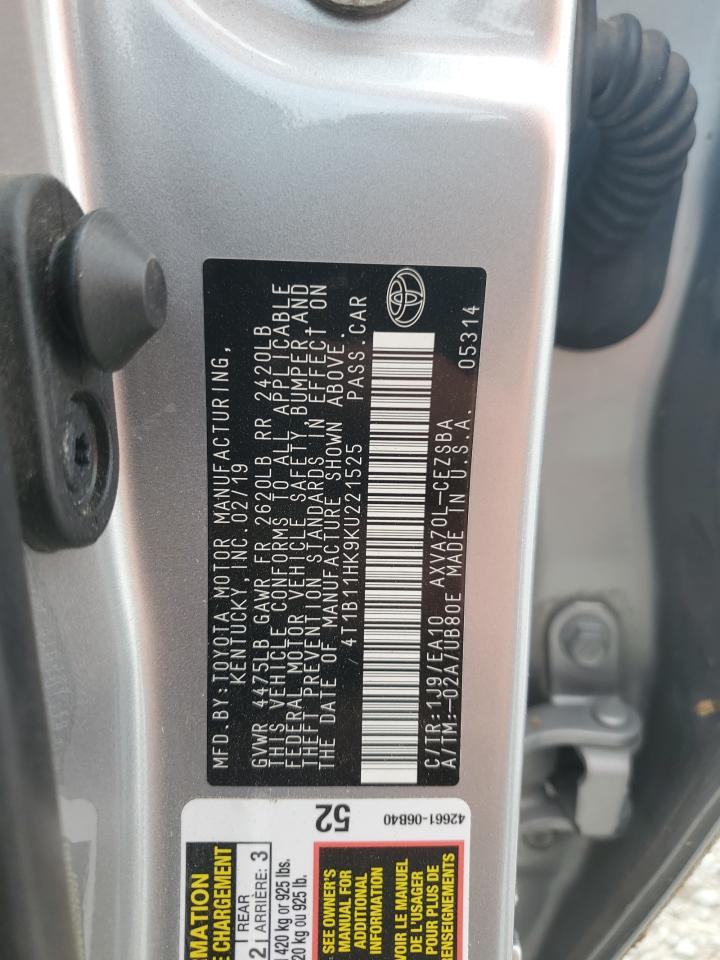 MFD.BY:TOYOTA MOTOR MANUFACTURING,
KENTUCKY,INC.02/19
GVWR 4475LB GAWR FR 2620LB RR 2420LB
THIS VEHICLE CONFORMS TO ALL APPLICABLE
FEDERAL MOTOR VEHICLE SAFETY, BUMPER, AND
THEFT PREVENTION STANDARDS IN EFFECT ON
THE DATE OF MANUFACTURE SHOWN ABOVE.
4T1B11HK9KU221525 PASS.CAR
C/TR:1J9/EA10 AXVA70L-CEZSBA
A/TM:-02A/UB80E MADE IN U.S.A. 05314
52
42661-06B40
CHARGEMENT
2 REAR
ARRIÈRE: 3
420 kg or 925 lbs.
kg ou 925 lb.
SEE OWNER'S
MANUAL FOR
ADDITIONAL
INFORMATION
VOIR LE MANUEL
DE L'USAGER
POUR PLUS DE
RENSEIGNEMENTS